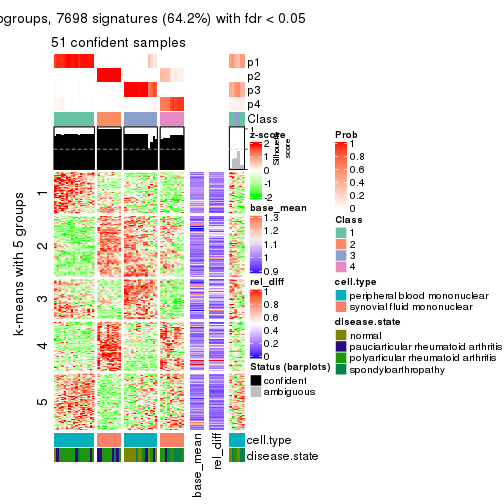 ogroups, 7698 signatures (64.2%) with fdr < 0.05
51 confident samples
p1
p2
p3
p4
Class
1
Silhouette
score
k-means with 5 groups
1
2
3
4
5
z-score
2
1
0
-1
-2
base_mean
1.3
1.2
1.1
1
0.9
rel_diff
1
0.8
0.6
0.4
0.2
0
Status (barplots)
confident
ambiguous
Prob
1
0.8
0.6
0.4
0.2
0
Class
1
2
3
4
cell.type
peripheral blood mononuclear
synovial fluid mononuclear
disease.state
normal
pauciarticular rheumatoid arthritis
polyarticular rheumatoid arthritis
spondyloarthropathy
cell.type
disease.state
base_mean
rel_diff